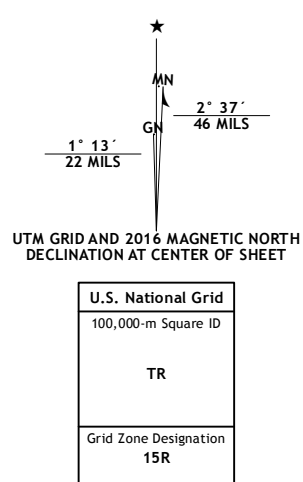 MN
GN
2° 37´
46 MILS
1° 13´
22 MILS
UTM GRID AND 2016 MAGNETIC NORTH
DECLINATION AT CENTER OF SHEET
U.S. National Grid
100,000-m Square ID
TR
Grid Zone Designation
15R